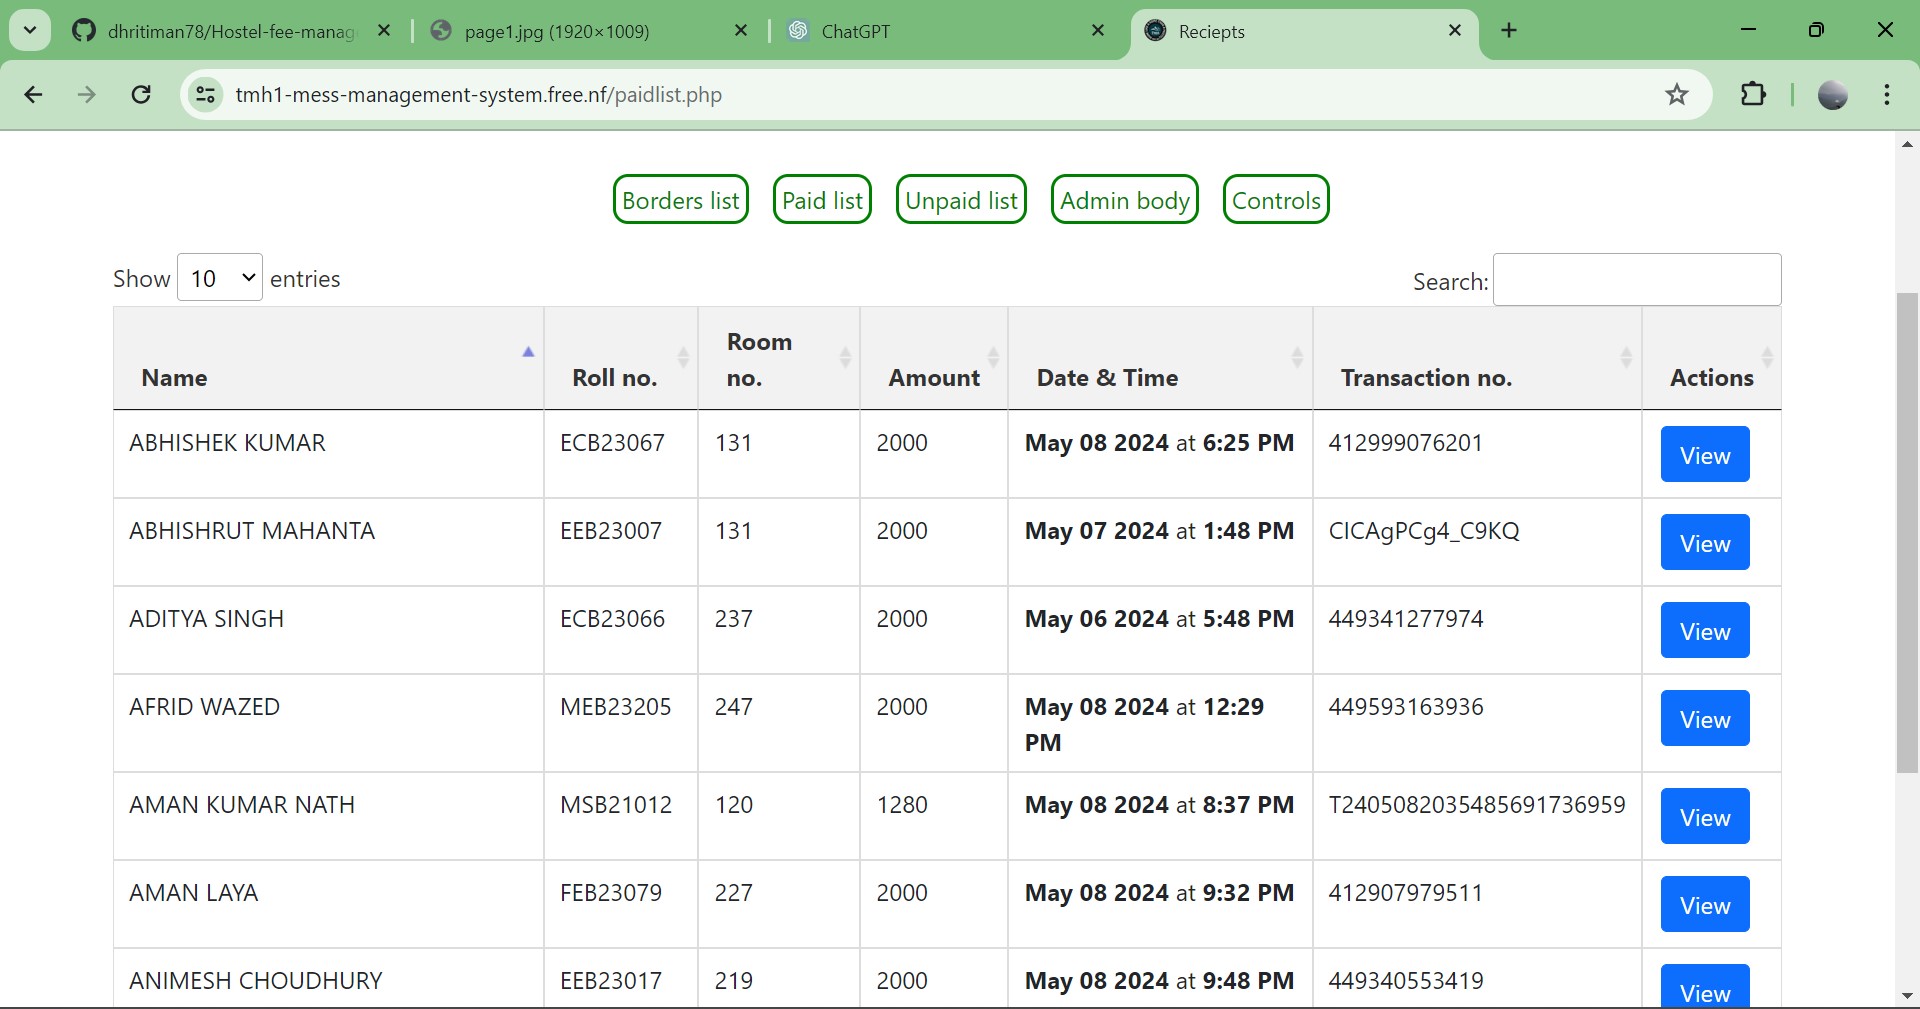 dhritiman78/Hostel-fee-manag
page1.jpg (1920×1009)
ChatGPT
Reciepts
tmh1-mess-management-system.free.nf/paidlist.php
Borders list Paid list Unpaid list Admin body Controls
Show 10 entries Search:
Name Roll no. Room no. Amount Date & Time Transaction no. Actions
ABHISHEK KUMAR ECB23067 131 2000 May 08 2024 at 6:25 PM 412999076201 View
ABHISHRUT MAHANTA EEB23007 131 2000 May 07 2024 at 1:48 PM CICAgPCg4_C9KQ View
ADITYA SINGH ECB23066 237 2000 May 06 2024 at 5:48 PM 449341277974 View
AFRID WAZED MEB23205 247 2000 May 08 2024 at 12:29 PM 449593163936 View
AMAN KUMAR NATH MSB21012 120 1280 May 08 2024 at 8:37 PM T2405082035485691736959 View
AMAN LAYA FEB23079 227 2000 May 08 2024 at 9:32 PM 412907979511 View
ANIMESH CHOUDHURY EEB23017 219 2000 May 08 2024 at 9:48 PM 449340553419 View